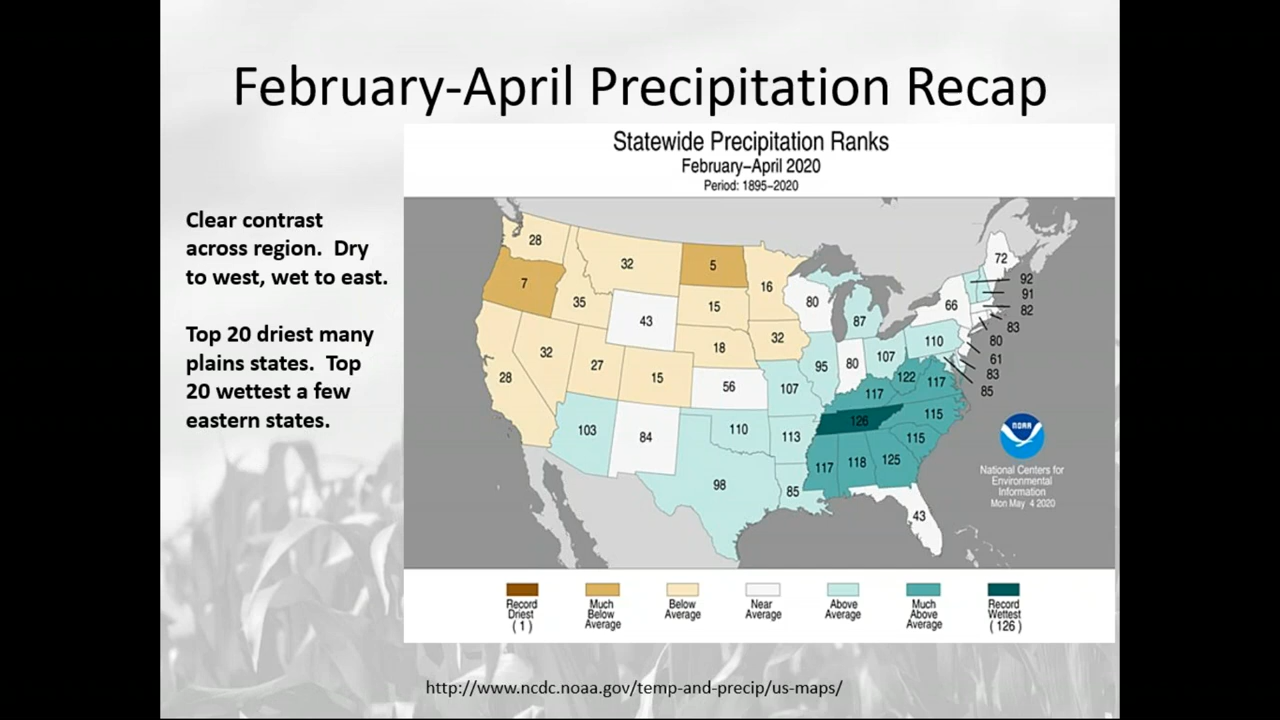 February-April Precipitation Recap
Statewide Precipitation Ranks
February–April 2020
Period: 1895–2020
Clear contrast
across region.  Dry
to west, wet to east.
Top 20 driest many
plains states.  Top
20 wettest a few
eastern states.
28
7
32
5
16
35
43
15
80
87
72
92
91
82
83
80
61
83
85
66
28
32
27
15
18
32
95
80
107
110
56
107
117
122
117
103
84
110
113
126
115
98
85
117
118
125
115
43
NOAA
National Centers for
Environmental
Information
Mon May 4 2020
Record
Driest
( 1 )
Much
Below
Average
Below
Average
Near
Average
Above
Average
Much
Above
Average
Record
Wettest
( 126 )
http://www.ncdc.noaa.gov/temp-and-precip/us-maps/